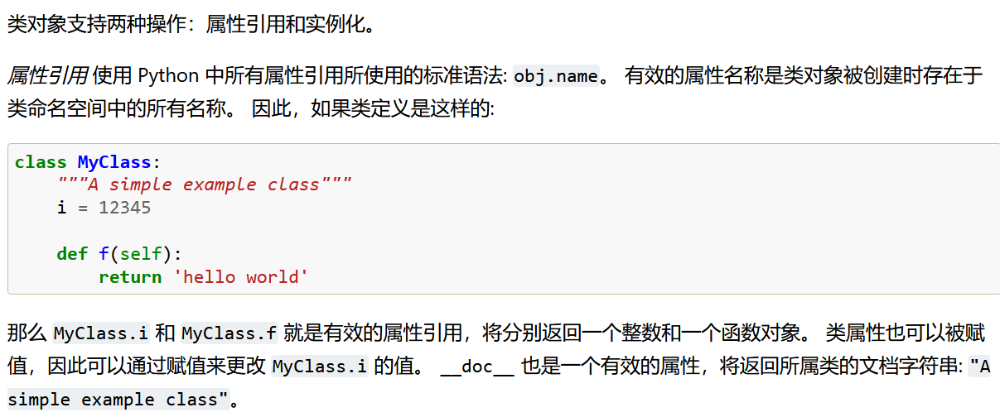 类对象支持两种操作：属性引用和实例化。
属性引用 使用 Python 中所有属性引用所使用的标准语法: obj.name。 有效的属性名称是类对象被创建时存在于
类命名空间中的所有名称。 因此，如果类定义是这样的:
class MyClass:
    """A simple example class"""
    i = 12345

    def f(self):
        return 'hello world'
那么 MyClass.i 和 MyClass.f 就是有效的属性引用，将分别返回一个整数和一个函数对象。 类属性也可以被赋
值，因此可以通过赋值来更改 MyClass.i 的值。 __doc__ 也是一个有效的属性，将返回所属类的文档字符串: "A
simple example class"。